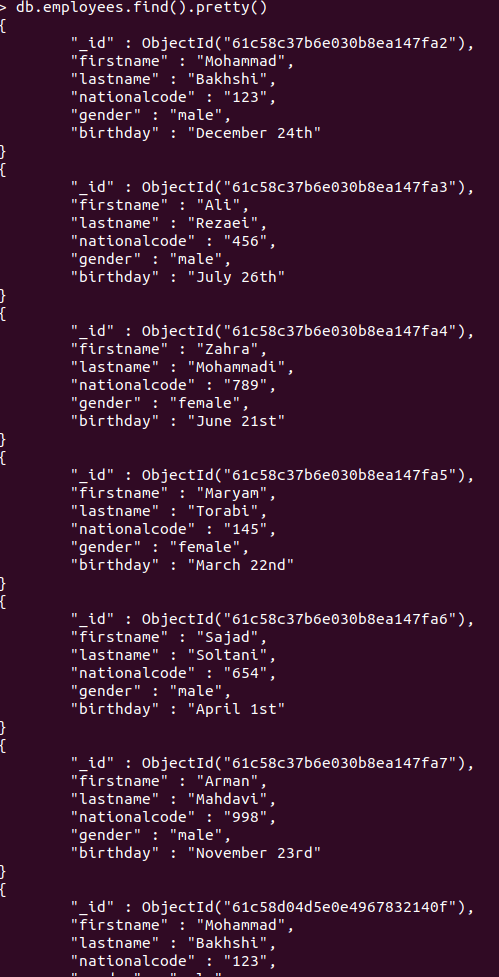 > db.employees.find().pretty()
{
"_id" : ObjectId("61c58c37b6e030b8ea147fa2"),
"firstname" : "Mohammad",
"lastname" : "Bakhshi",
"nationalcode" : "123",
"gender" : "male",
"birthday" : "December 24th"
}
{
"_id" : ObjectId("61c58c37b6e030b8ea147fa3"),
"firstname" : "Ali",
"lastname" : "Rezaei",
"nationalcode" : "456",
"gender" : "male",
"birthday" : "July 26th"
}
{
"_id" : ObjectId("61c58c37b6e030b8ea147fa4"),
"firstname" : "Zahra",
"lastname" : "Mohammadi",
"nationalcode" : "789",
"gender" : "female",
"birthday" : "June 21st"
}
{
"_id" : ObjectId("61c58c37b6e030b8ea147fa5"),
"firstname" : "Maryam",
"lastname" : "Torabi",
"nationalcode" : "145",
"gender" : "female",
"birthday" : "March 22nd"
}
{
"_id" : ObjectId("61c58c37b6e030b8ea147fa6"),
"firstname" : "Sajad",
"lastname" : "Soltani",
"nationalcode" : "654",
"gender" : "male",
"birthday" : "April 1st"
}
{
"_id" : ObjectId("61c58c37b6e030b8ea147fa7"),
"firstname" : "Arman",
"lastname" : "Mahdavi",
"nationalcode" : "998",
"gender" : "male",
"birthday" : "November 23rd"
}
{
"_id" : ObjectId("61c58d04d5e0e4967832140f"),
"firstname" : "Mohammad",
"lastname" : "Bakhshi",
"nationalcode" : "123",